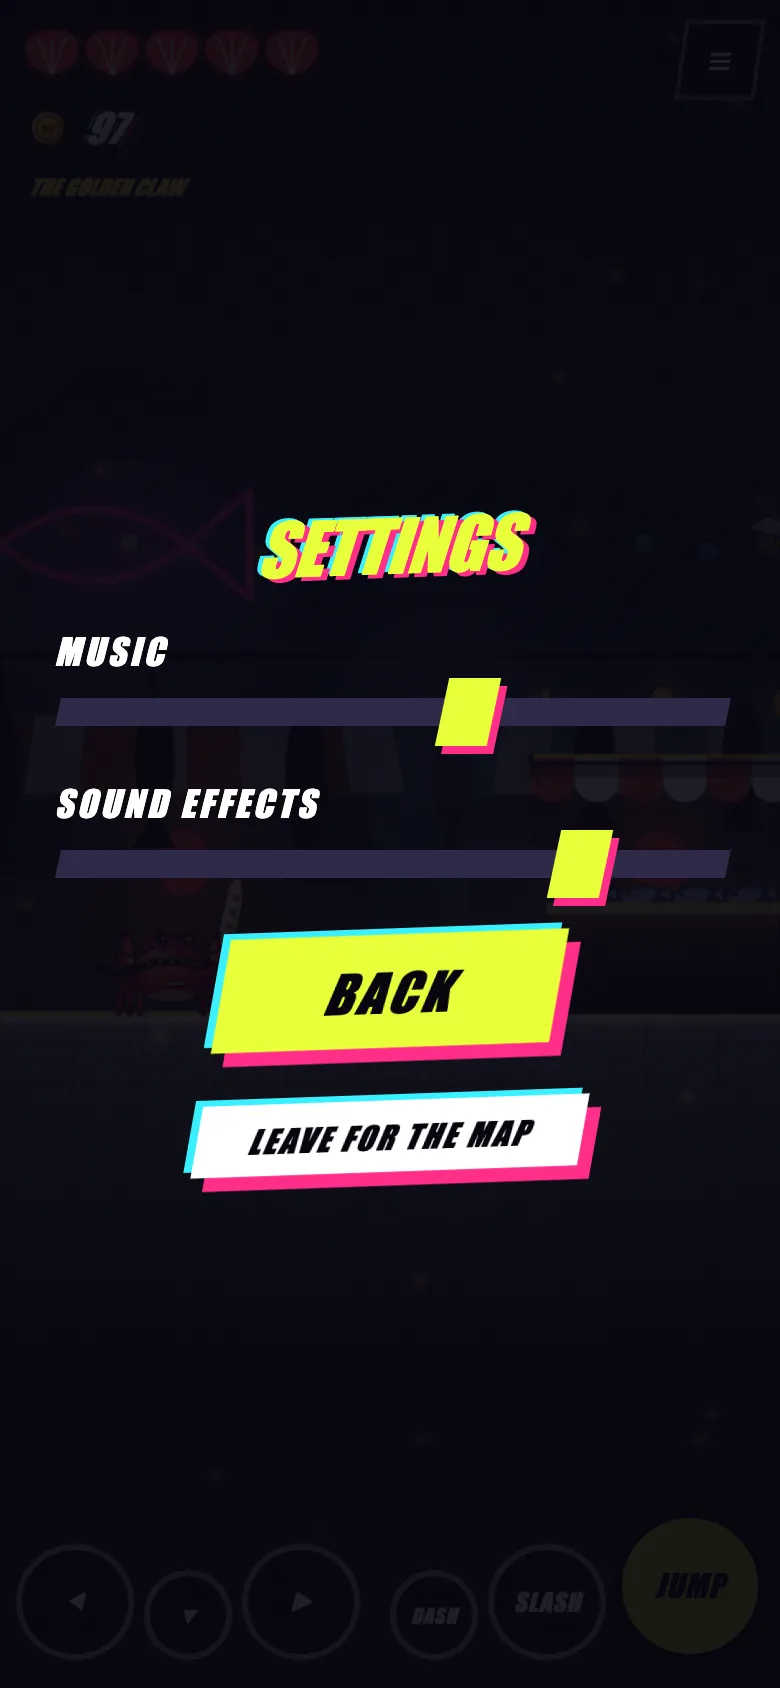 97
THE GOLDEN CLAW
SETTINGS
MUSIC
SOUND EFFECTS
BACK
LEAVE FOR THE MAP
DASH
SLASH
JUMP